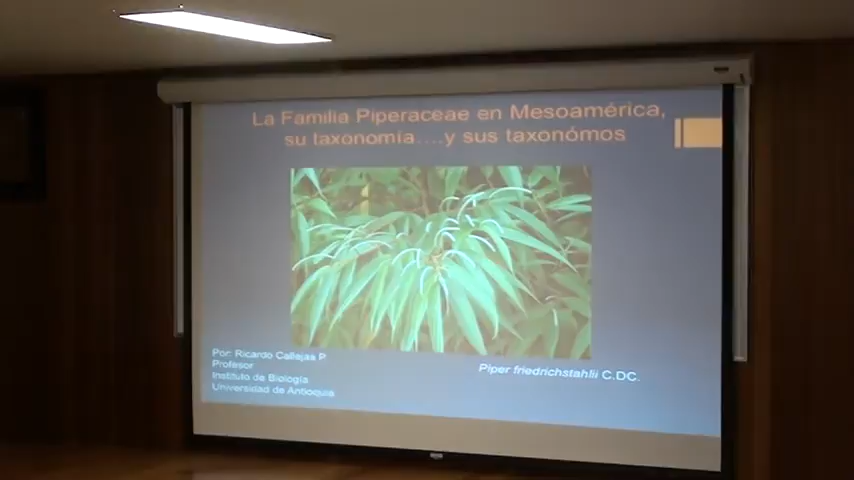 La Familia Piperaceae en Mesoamérica,
su taxonomía....y sus taxonómos
Por: Ricardo Callejas P
Profesor
Instituto de Biología
Universidad de Antioquia
Piper friedrichstahlii C.DC.